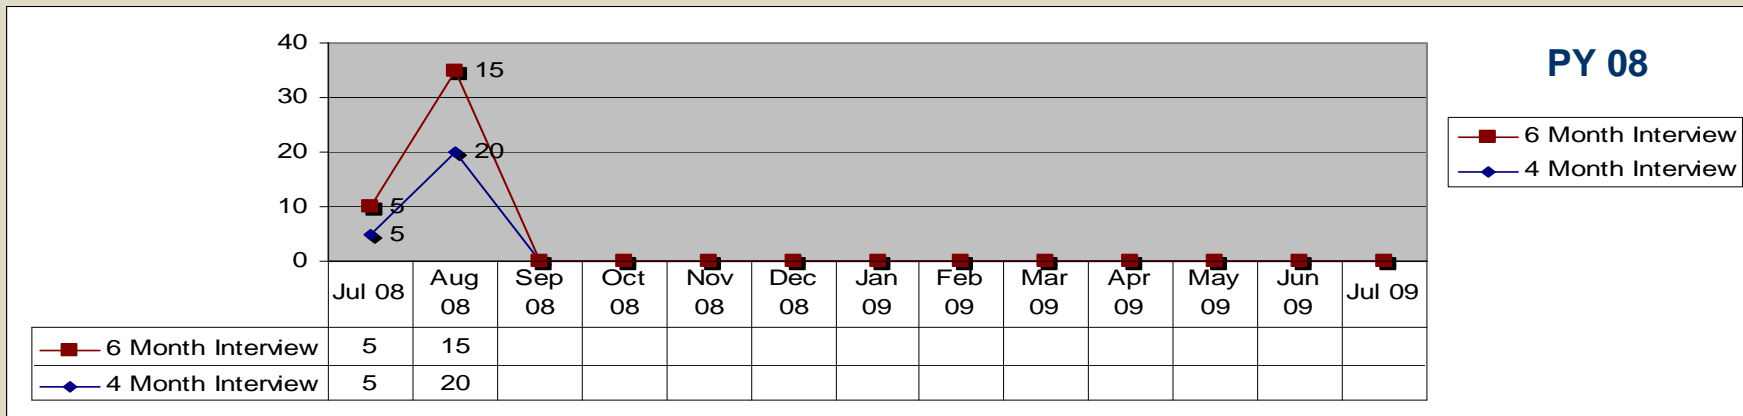 PY 08
40
30
20
10
0
15
20
5
5
6 Month Interview
4 Month Interview
Jul 08 Aug 08 Sep 08 Oct 08 Nov 08 Dec 08 Jan 09 Feb 09 Mar 09 Apr 09 May 09 Jun 09 Jul 09
6 Month Interview 5 15
4 Month Interview 5 20